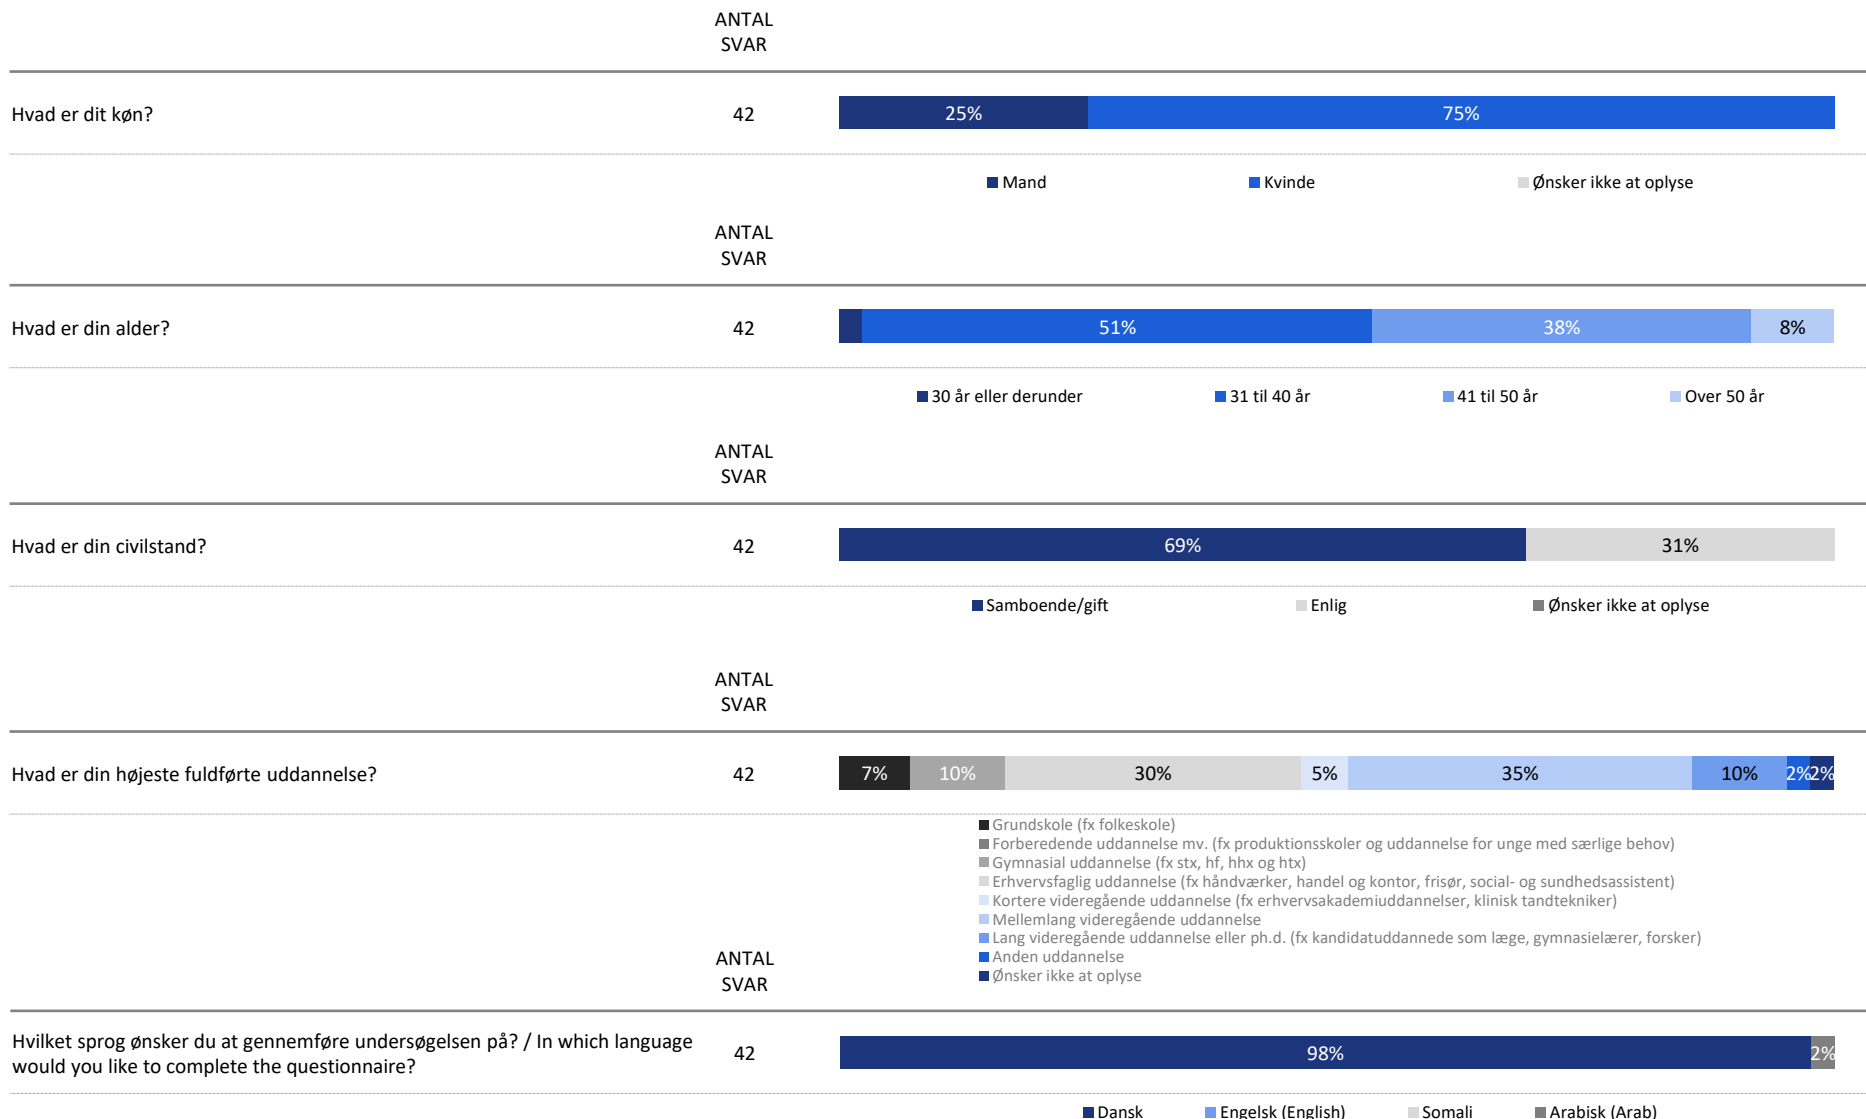 ANTAL
SVAR
Hvad er dit køn?
42
25%
75%
Mand
Kvinde
Ønsker ikke at oplyse
ANTAL
SVAR
Hvad er din alder?
42
51%
38%
8%
30 år eller derunder
31 til 40 år
41 til 50 år
Over 50 år
ANTAL
SVAR
Hvad er din civilstand?
42
69%
31%
Samboende/gift
Enlig
Ønsker ikke at oplyse
ANTAL
SVAR
Hvad er din højeste fuldførte uddannelse?
42
7%
10%
30%
5%
35%
10%
2%
2%
Grundskole (fx folkeskole)
Forberedende uddannelse mv. (fx produktionsskoler og uddannelse for unge med særlige behov)
Gymnasial uddannelse (fx stx, hf, hhx og htx)
Erhvervsfaglig uddannelse (fx håndværker, handel og kontor, frisør, social- og sundhedsassistent)
Kortere videregående uddannelse (fx erhvervsakademiuddannelser, klinisk tandtekniker)
Mellemlang videregående uddannelse
Lang videregående uddannelse eller ph.d. (fx kandidatuddannede som læge, gymnasielærer, forsker)
Anden uddannelse
Ønsker ikke at oplyse
ANTAL
SVAR
Hvilket sprog ønsker du at gennemføre undersøgelsen på? / In which language
would you like to complete the questionnaire?
42
98%
2%
Dansk
Engelsk (English)
Somali
Arabisk (Arab)